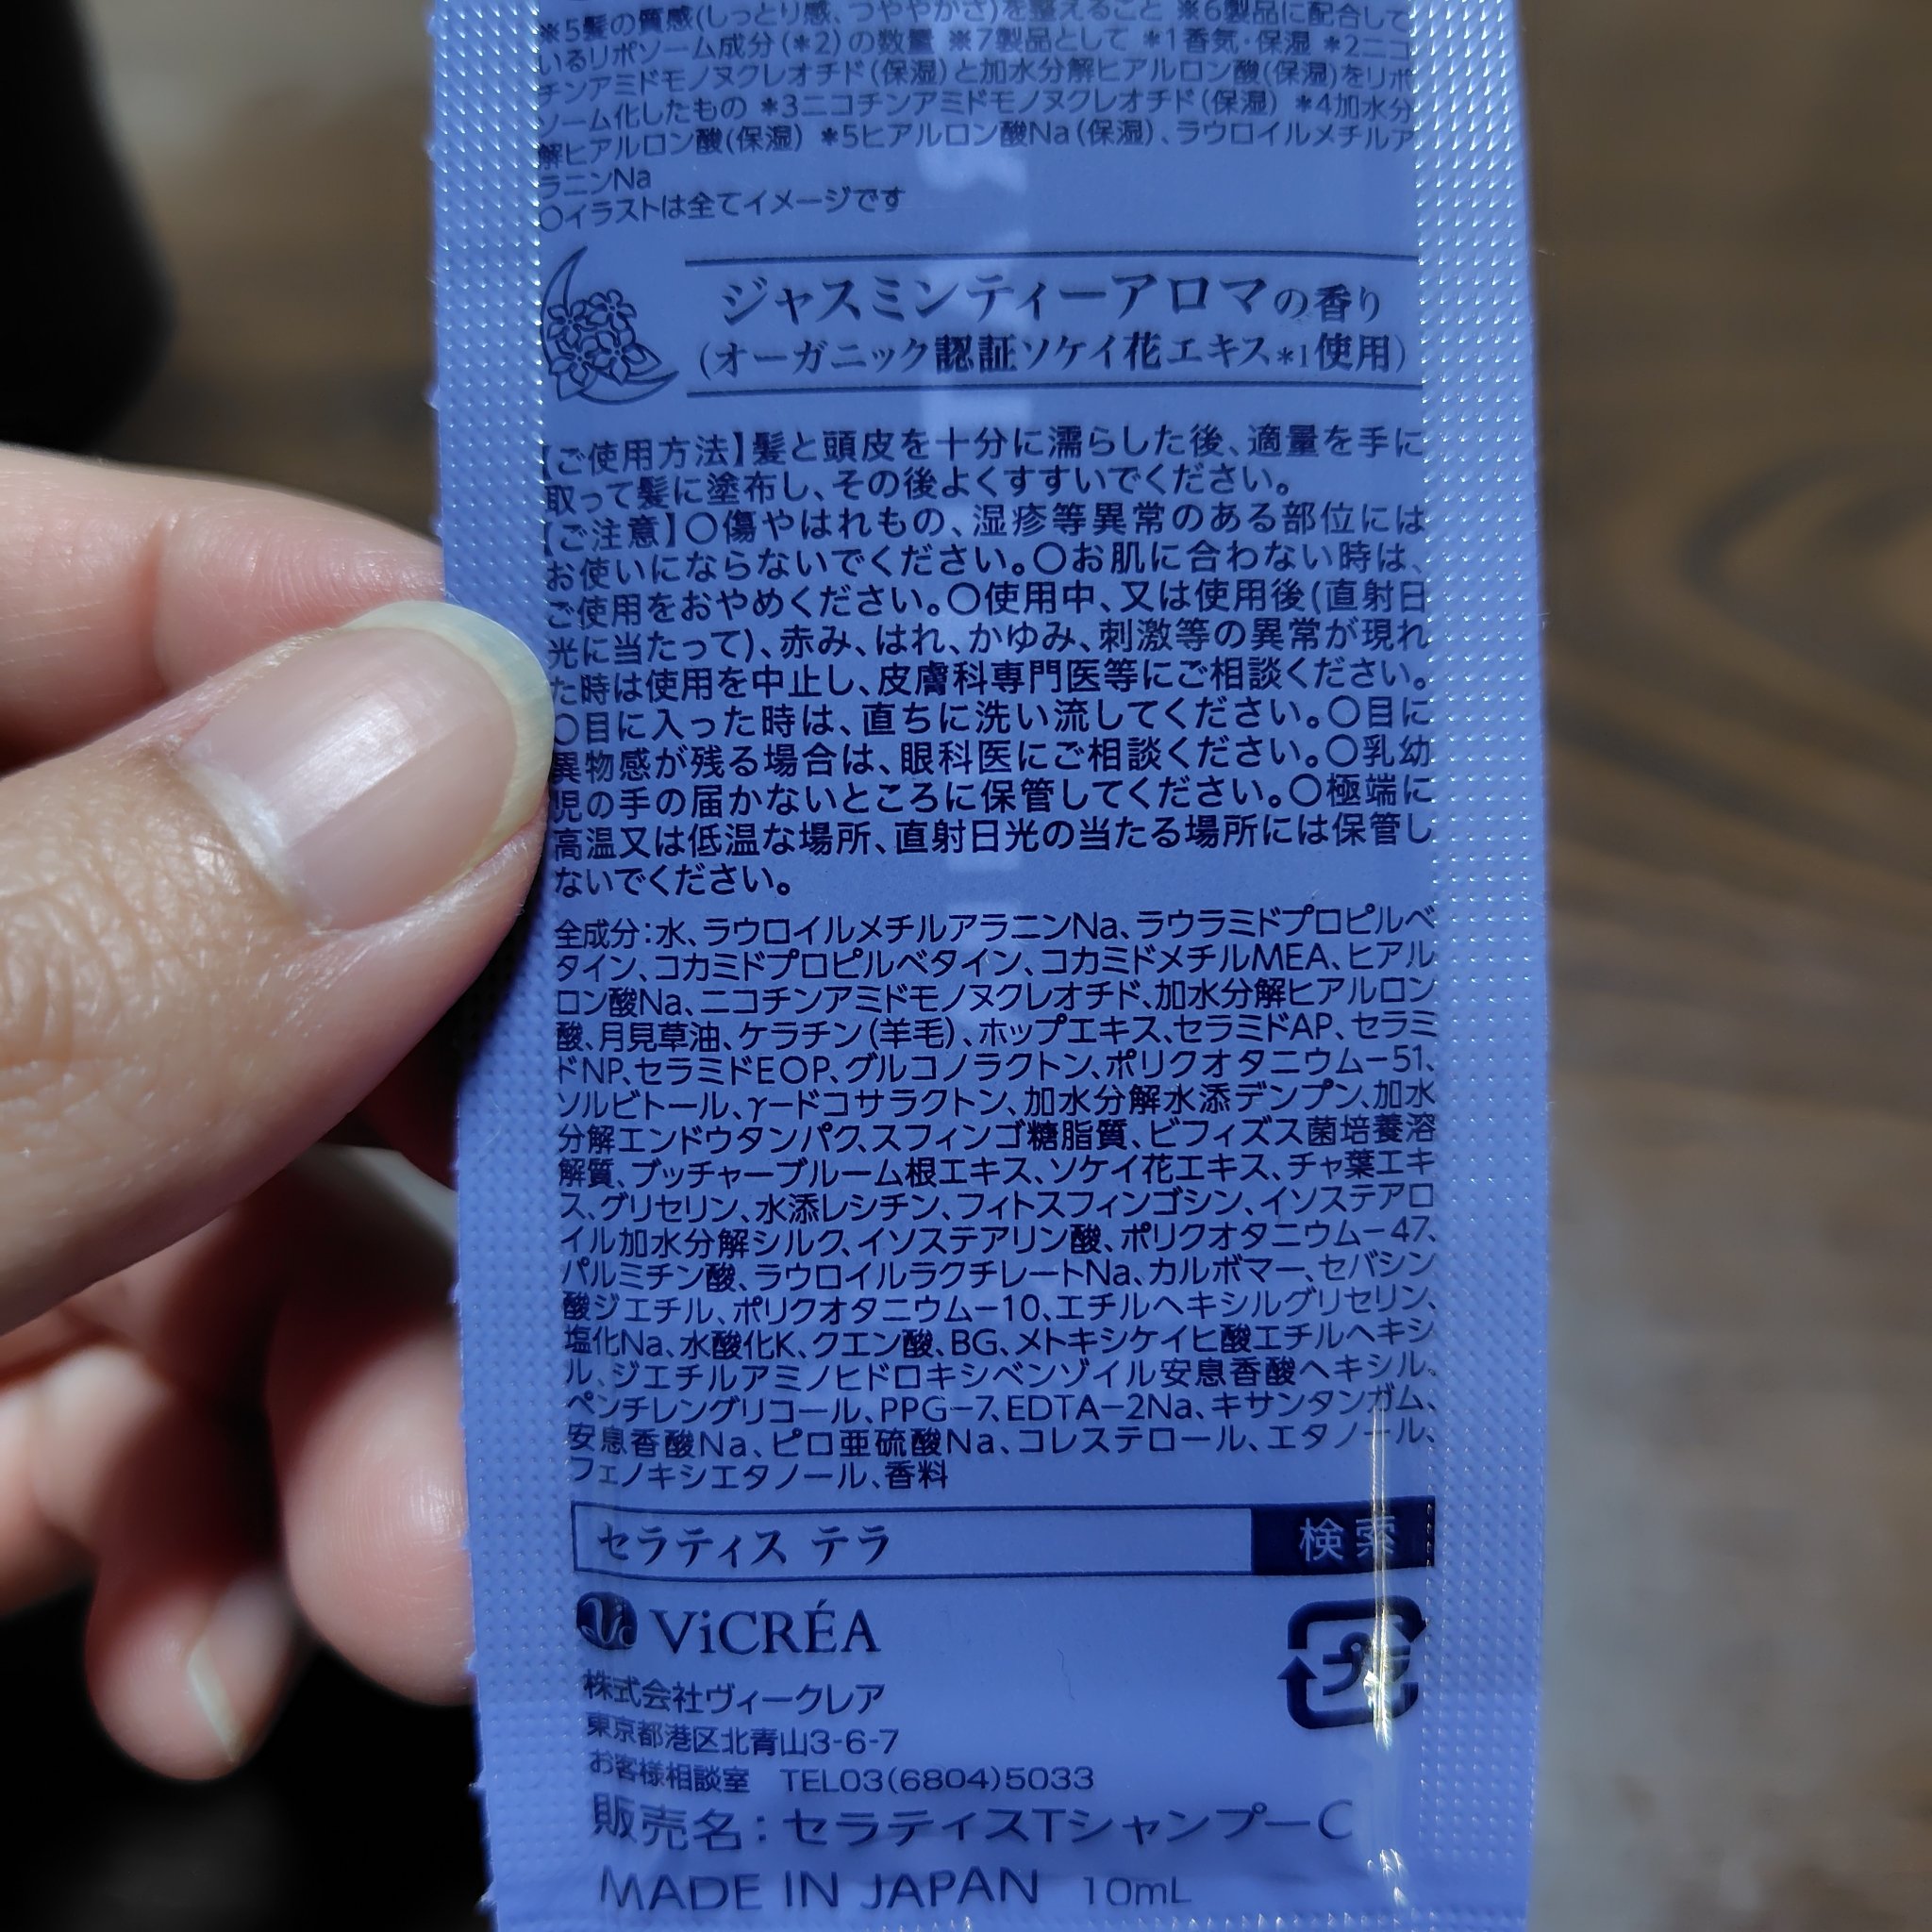 ※5髪の質感(しっとり感、つややかさ)を整えること ※6製品に配合して
いるリポソーム成分(*2)の数量 ※7製品として *1香気・保湿 *2ニコ
チンアミドモノヌクレオチド(保湿)と加水分解ヒアルロン酸(保湿)をリポ
ソーム化したもの *3ニコチンアミドモノヌクレオチド(保湿) *4加水分
解ヒアルロン酸(保湿) *5ヒアルロン酸Na(保湿)、ラウロイルメチルア
ラニンNa
○イラストは全てイメージです
ジャスミンティーアロマの香り
(オーガニック認証ソケイ花エキス*1使用)
【ご使用方法】髪と頭皮を十分に濡らした後、適量を手に
取って髪に塗布し、その後よくすすいでください。
【ご注意】○傷やはれもの、湿疹等異常のある部位には
お使いにならないでください。○お肌に合わない時は、
ご使用をおやめください。○使用中、又は使用後(直射日
光に当たって)、赤み、はれ、かゆみ、刺激等の異常が現れ
た時は使用を中止し、皮膚科専門医等にご相談ください。
○目に入った時は、直ちに洗い流してください。○目に
異物感が残る場合は、眼科医にご相談ください。○乳幼
児の手の届かないところに保管してください。○極端に
高温又は低温な場所、直射日光の当たる場所には保管し
ないでください。
全成分：水、ラウロイルメチルアラニンNa、ラウラミドプロピルベ
タイン、コカミドプロピルベタイン、コカミドメチルMEA、ヒアル
ロン酸Na、ニコチンアミドモノヌクレオチド、加水分解ヒアルロン
酸、月見草油、ケラチン(羊毛)、ホップエキス、セラミドAP、セラミ
ドNP、セラミドEOP、グルコノラクトン、ポリクオタニウム－51、
ソルビトール、γードコサラクトン、加水分解水添デンプン、加水
分解エンドウタンパク、スフィンゴ糖脂質、ビフィズス菌培養溶
解質、ブッチャーブルーム根エキス、ソケイ花エキス、チャ葉エキ
ス、グリセリン、水添レシチン、フィトスフィンゴシン、イソステアロ
イル加水分解シルク、イソステアリン酸、ポリクオタニウム－47、
パルミチン酸、ラウロイルラクチレートNa、カルボマー、セバシン
酸ジエチル、ポリクオタニウム－10、エチルヘキシルグリセリン、
塩化Na、水酸化K、クエン酸、BG、メトキシケイヒ酸エチルヘキシ
ル、ジエチルアミノヒドロキシベンゾイル安息香酸ヘキシル、
ペンチレングリコール、PPG－7、EDTA－2Na、キサンタンガム、
安息香酸Na、ピロ亜硫酸Na、コレステロール、エタノール、
フェノキシエタノール、香料
セラティス テラ 検索
Vi ViCRÉA
プラ
株式会社ヴィークレア
東京都港区北青山3-6-7
お客様相談室 TEL03(6804)5033
販売名：セラティスTシャンプーC
MADE IN JAPAN 10mL